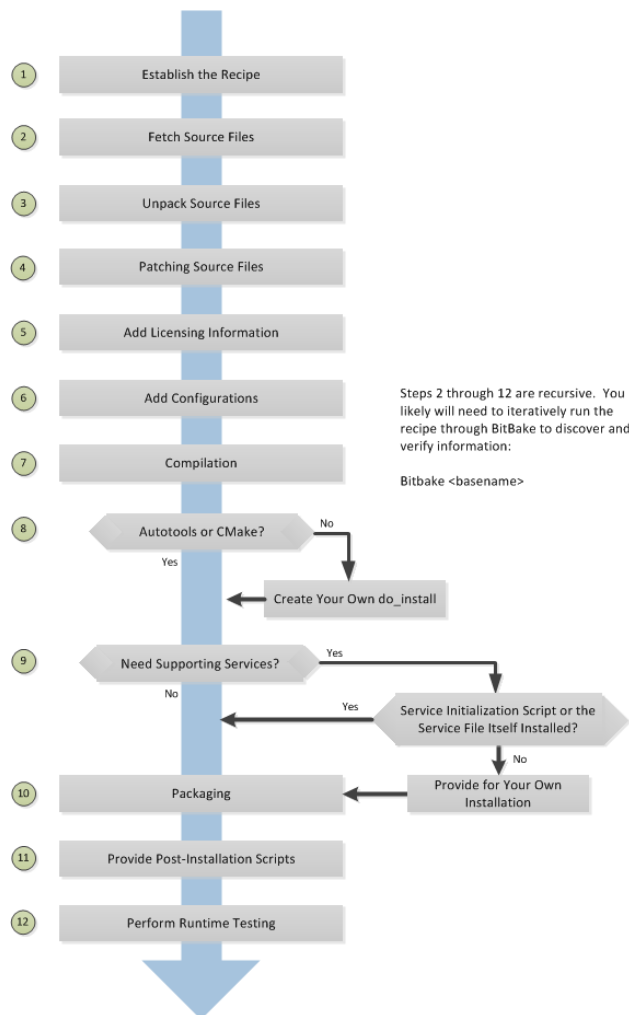 1
Establish the Recipe
2
Fetch Source Files
3
Unpack Source Files
4
Patching Source Files
5
Add Licensing Information
6
Add Configurations
Steps 2 through 12 are recursive. You
likely will need to iteratively run the
recipe through BitBake to discover and
verify information:
Bitbake <basename>
7
Compilation
8
Autotools or CMake?
No
Yes
Create Your Own do_install
9
Need Supporting Services?
Yes
No
Service Initialization Script or the
Service File Itself Installed?
Yes
No
Provide for Your Own
Installation
10
Packaging
11
Provide Post-Installation Scripts
12
Perform Runtime Testing